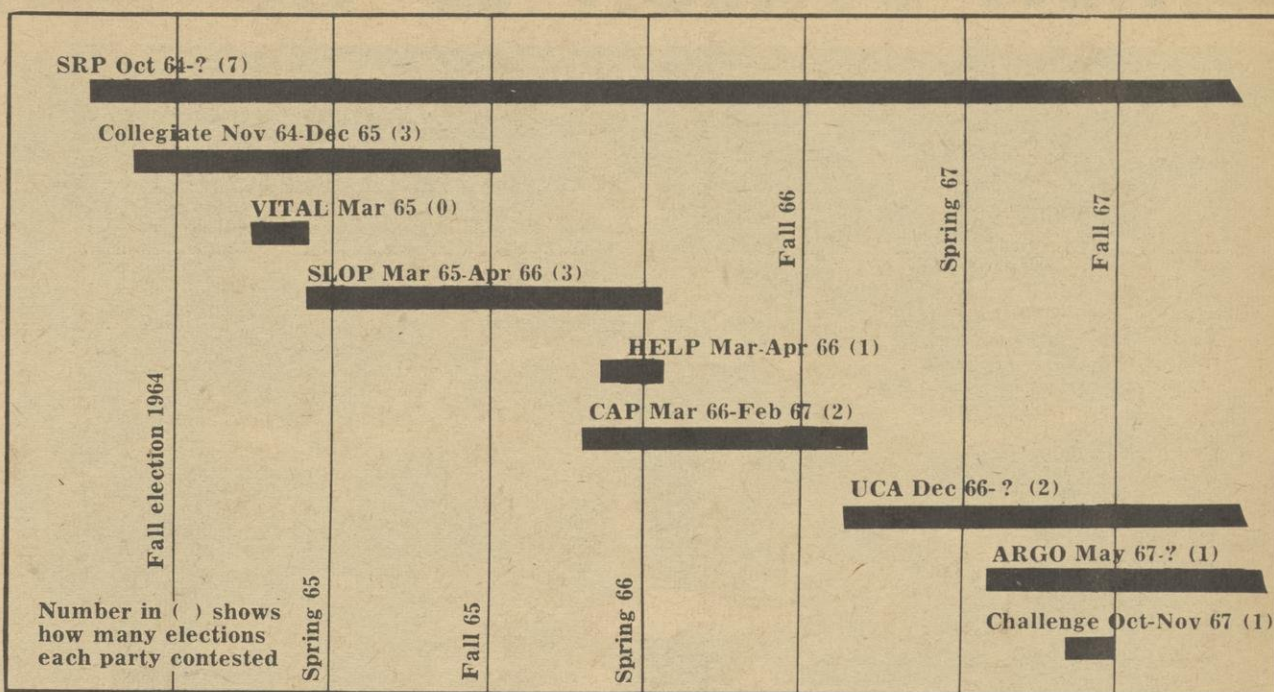 SRP Oct 64-? (7)
Collegiate Nov 64-Dec 65 (3)
VITAL Mar 65 (0)
SLOP Mar 65-Apr 66 (3)
HELP Mar-Apr 66 (1)
CAP Mar 66-Feb 67 (2)
UCA Dec 66-? (2)
ARGO May 67-? (1)
Challenge Oct-Nov 67 (1)
Fall election 1964
Spring 65
Fall 65
Spring 66
Fall 66
Spring 67
Fall 67
Number in ( ) shows
how many elections
each party contested